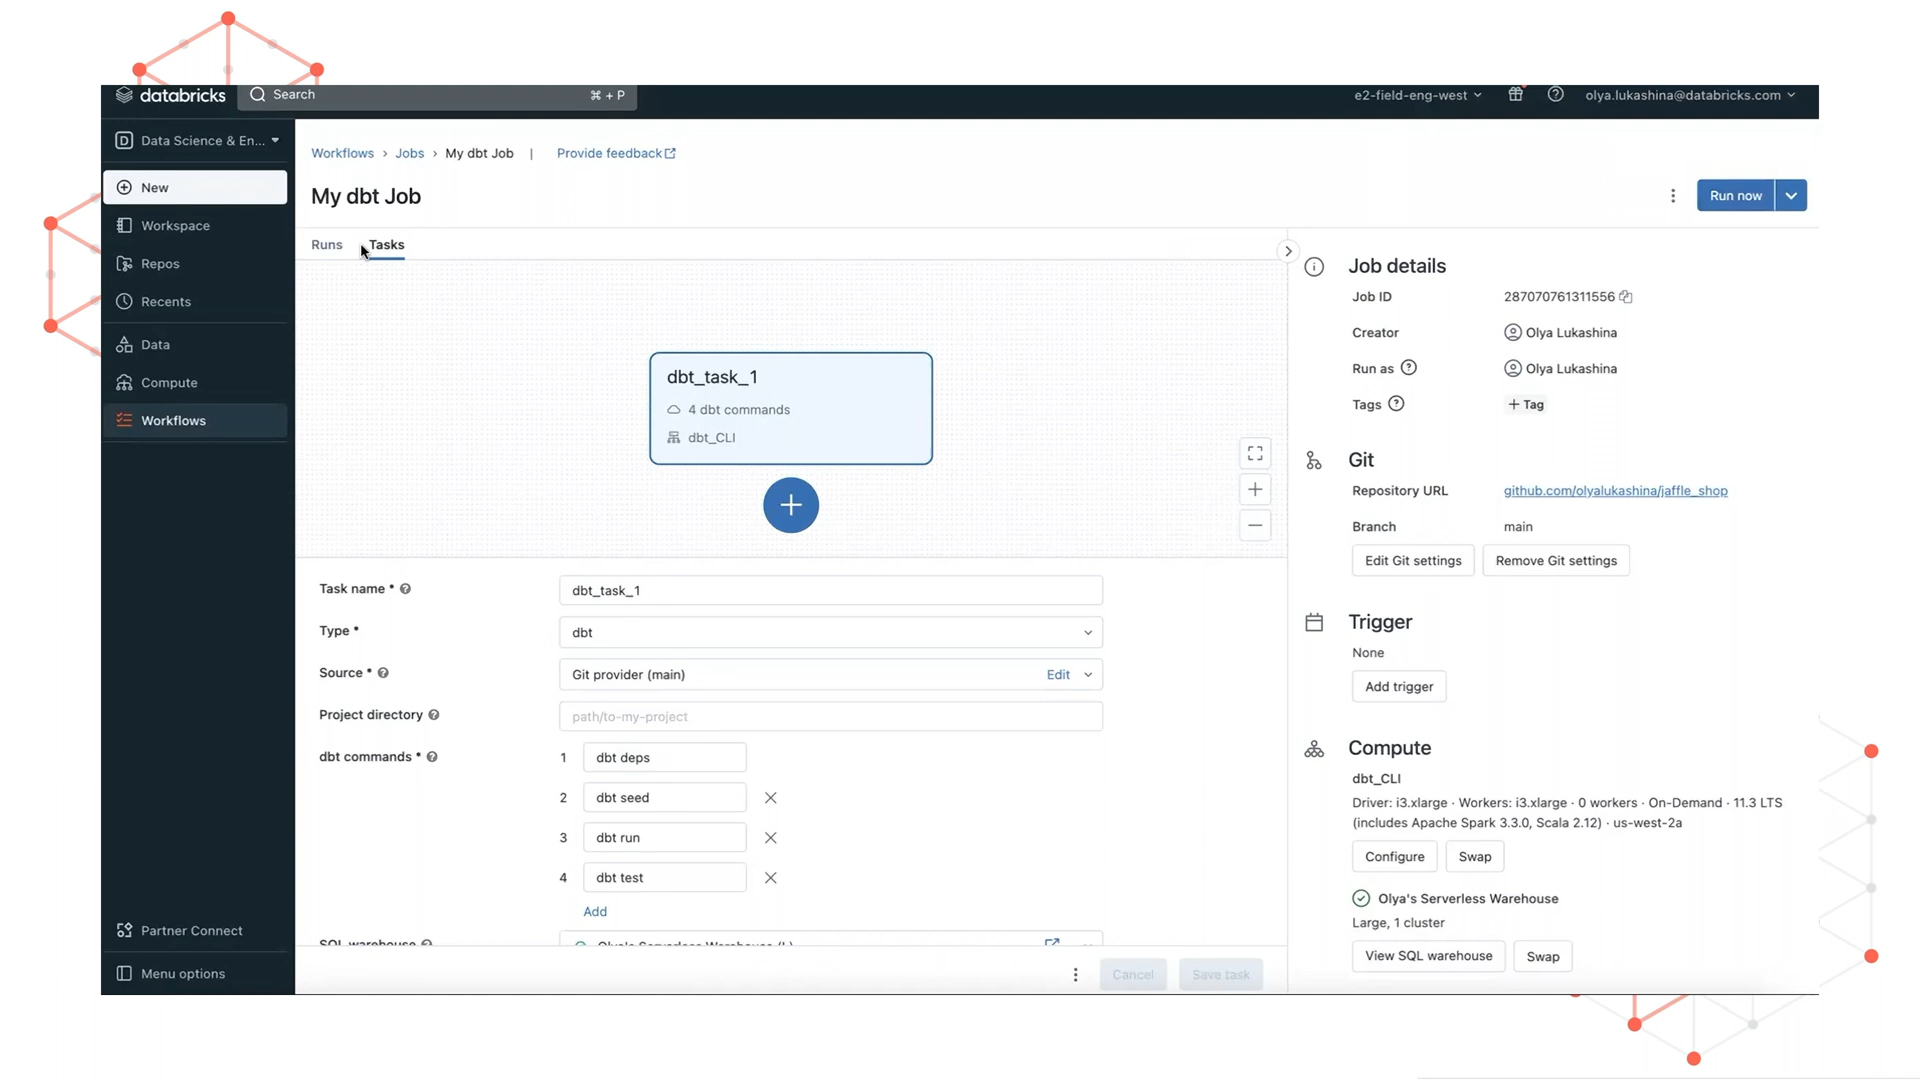 databricks
Search
⌘ + P
e2-field-eng-west
olya.lukashina@databricks.com
D
Data Science & En...
New
Workspace
Repos
Recents
Data
Compute
Workflows
Partner Connect
Menu options
Workflows › Jobs › My dbt Job | Provide feedback
My dbt Job
Run now
Runs
Tasks
dbt_task_1
4 dbt commands
dbt_CLI
Task name *
dbt_task_1
Type *
dbt
Source *
Git provider (main)
Edit
Project directory
path/to-my-project
dbt commands *
1 dbt deps
2 dbt seed
3 dbt run
4 dbt test
Add
SQL warehouse
Olya's Serverless Warehouse (L)
Cancel
Save task
Job details
Job ID
287070761311556
Creator
Olya Lukashina
Run as
Olya Lukashina
Tags
+ Tag
Git
Repository URL
github.com/olyalukashina/jaffle_shop
Branch
main
Edit Git settings
Remove Git settings
Trigger
None
Add trigger
Compute
dbt_CLI
Driver: i3.xlarge · Workers: i3.xlarge · 0 workers · On-Demand · 11.3 LTS
(includes Apache Spark 3.3.0, Scala 2.12) · us-west-2a
Configure
Swap
Olya's Serverless Warehouse
Large, 1 cluster
View SQL warehouse
Swap